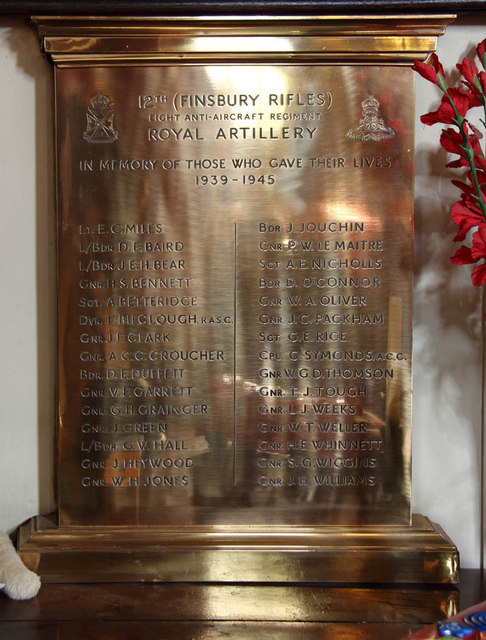 12TH (FINSBURY RIFLES)
LIGHT ANTI-AIRCRAFT REGIMENT
ROYAL ARTILLERY
IN MEMORY OF THOSE WHO GAVE THEIR LIVES
1939-1945
LT. E.G. MILES
L/BDR D.F. BAIRD
L/BDR J.E.H. BEAR
GNR H.S. BENNETT
SGT. A BETTERIDGE
DVR. F. BILCLOUGH. R.A.S.C.
GNR. J.F. CLARK
GNR. A.C.G. CROUCHER
BDR. D.F. DUFFETT
GNR. V.F. GARRETT
GNR. G.H. GRAINGER
GNR. J. GREEN
L/BDR G.W. HALL
GNR. J. HEYWOOD
GNR. W.H. JONES
BDR J. JOUCHIN
GNR P.W. LE MAITRE
SGT A.E. NICHOLLS
BDR D. O'CONNOR
GNR. W.A. OLIVER
GNR. J.C. PACKHAM
SGT G.E. RICE
CPL. G. SYMONDS. A.C.C.
GNR. W.G.D. THOMSON
GNR. F.J. TOUGH
GNR. L.J. WEEKS
GNR. W.T. WELLER
GNR. H.E. WHINNETT
GNR. S.G. WIGGINS
GNR. J.H. WILLIAMS